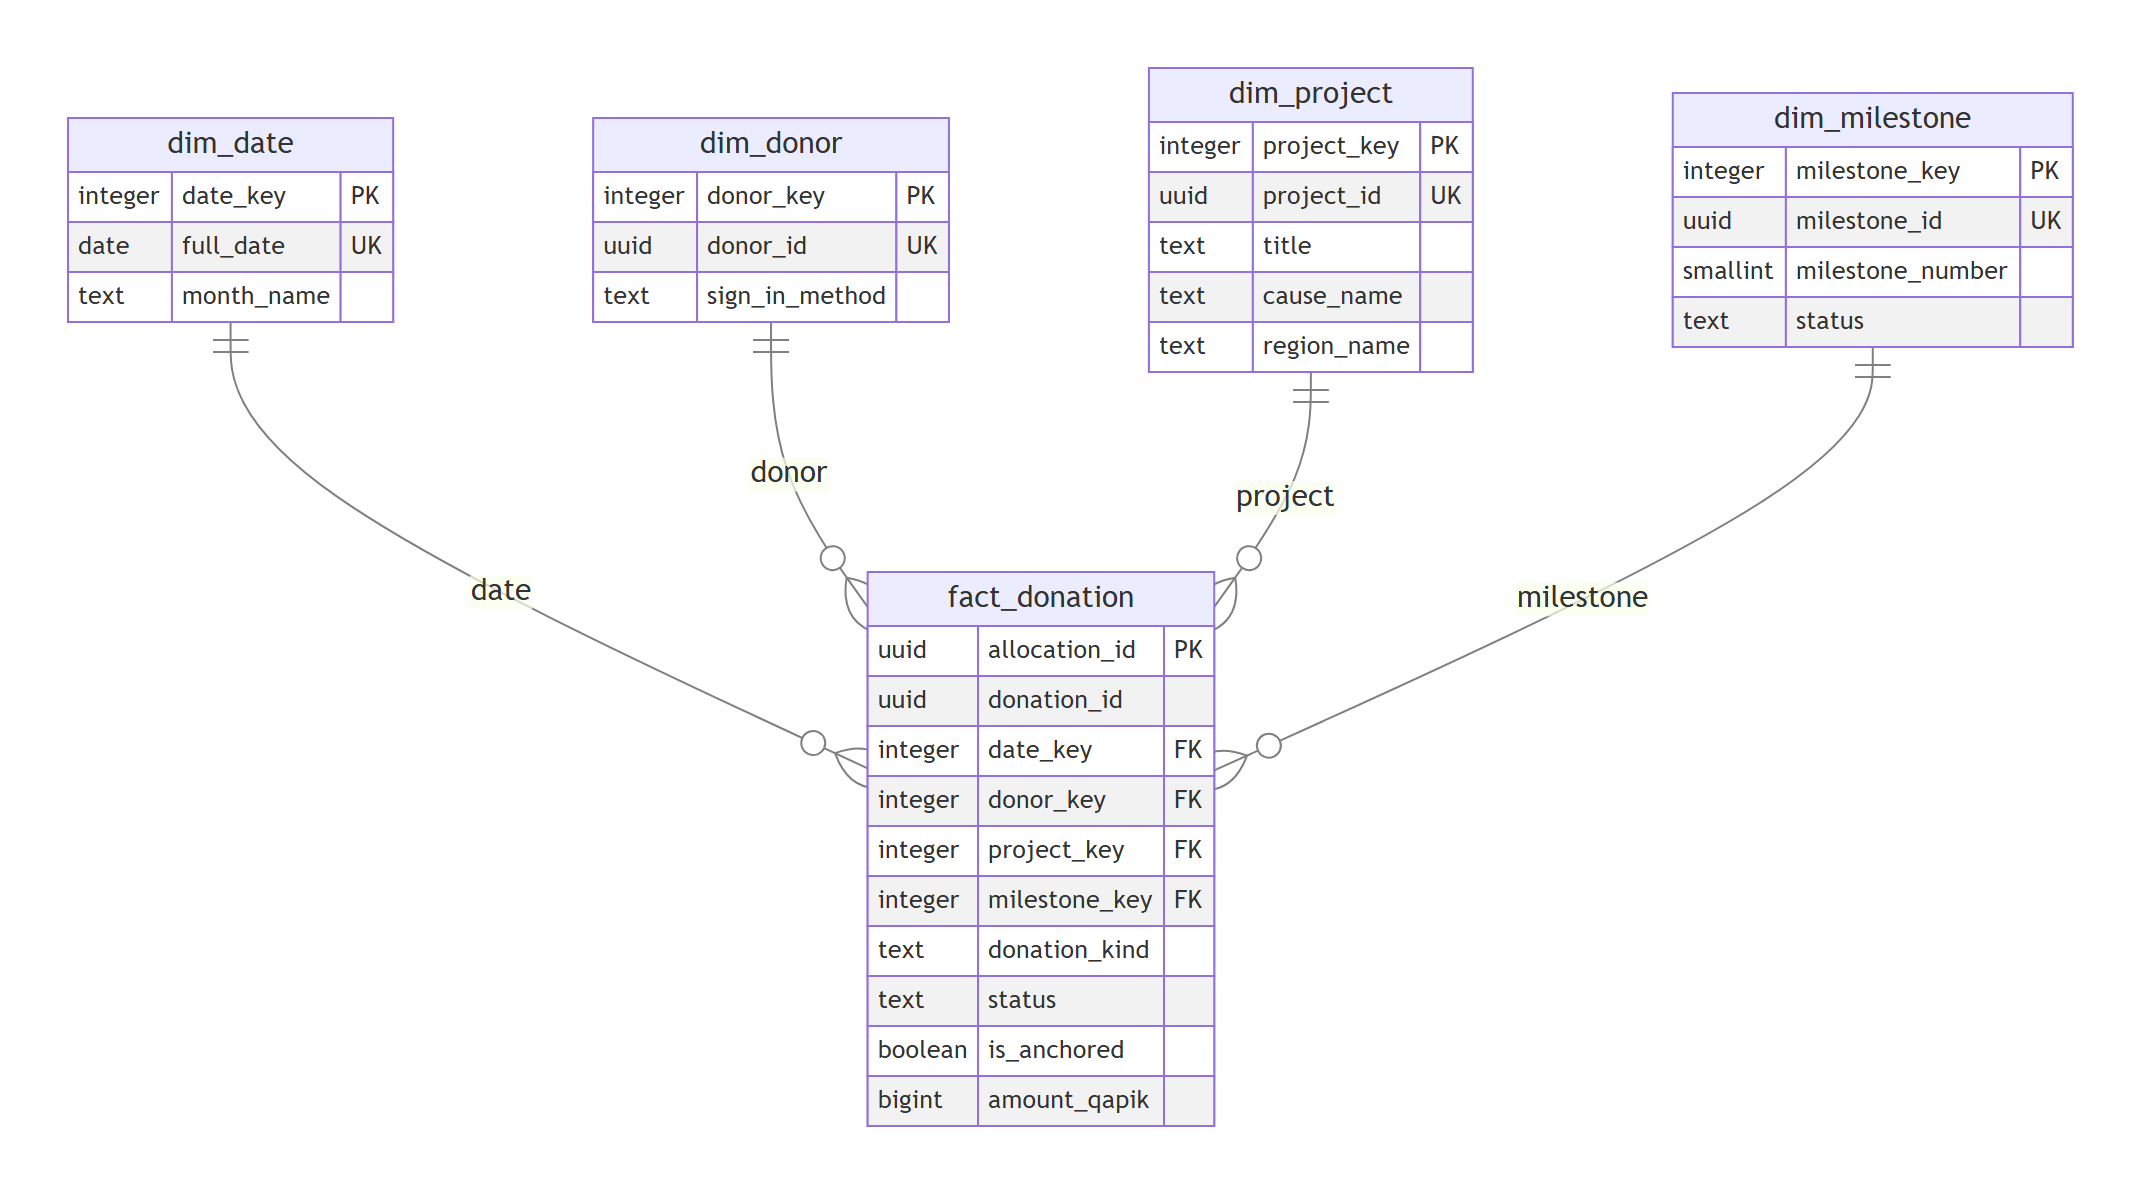 dim_date
integer date_key PK
date full_date UK
text month_name
dim_donor
integer donor_key PK
uuid donor_id UK
text sign_in_method
dim_project
integer project_key PK
uuid project_id UK
text title
text cause_name
text region_name
dim_milestone
integer milestone_key PK
uuid milestone_id UK
smallint milestone_number
text status
donor
project
date
milestone
fact_donation
uuid allocation_id PK
uuid donation_id
integer date_key FK
integer donor_key FK
integer project_key FK
integer milestone_key FK
text donation_kind
text status
boolean is_anchored
bigint amount_qapik